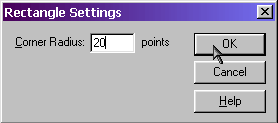 Rectangle Settings
Corner Radius: 20 points
OK
Cancel
Help